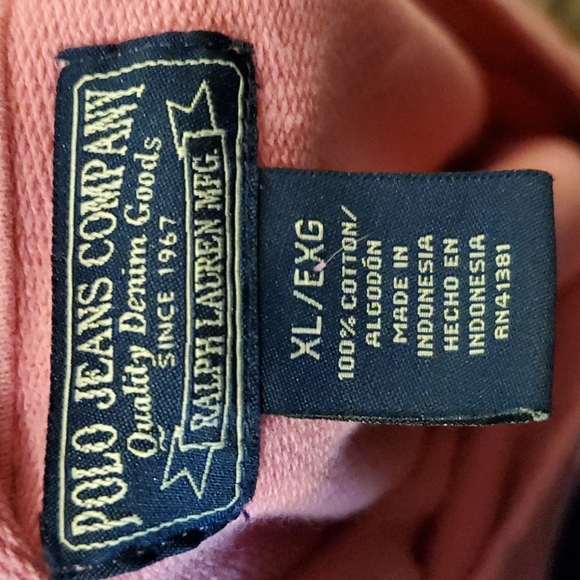 POLO JEANS COMPANY
Quality Denim Goods
SINCE 1967
RALPH LAUREN MFG.
XL/EXG
100% COTTON/
ALGODÓN
MADE IN
INDONESIA
HECHO EN
INDONESIA
RN41381